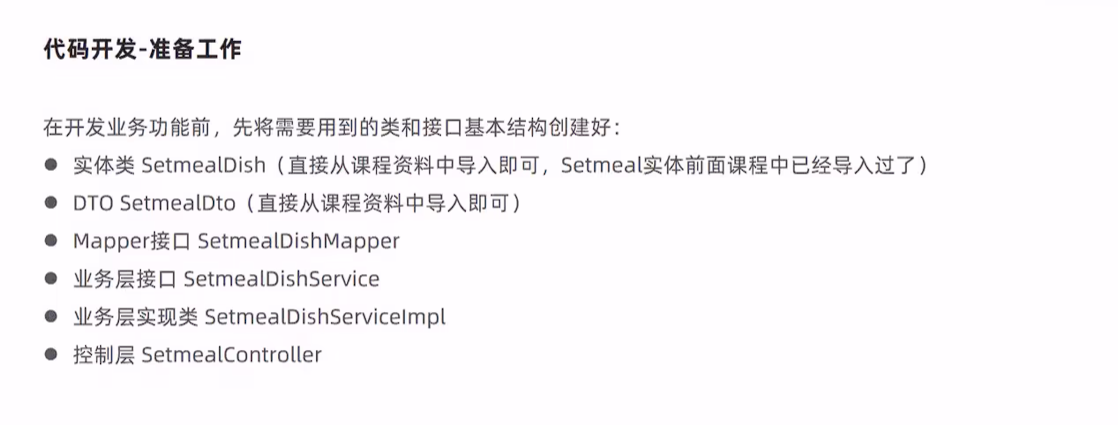 代码开发-准备工作
在开发业务功能前，先将需要用到的类和接口基本结构创建好：
● 实体类 SetmealDish（直接从课程资料中导入即可，Setmeal实体前面课程中已经导入过了）
● DTO SetmealDto（直接从课程资料中导入即可）
● Mapper接口 SetmealDishMapper
● 业务层接口 SetmealDishService
● 业务层实现类 SetmealDishServiceImpl
● 控制层 SetmealController